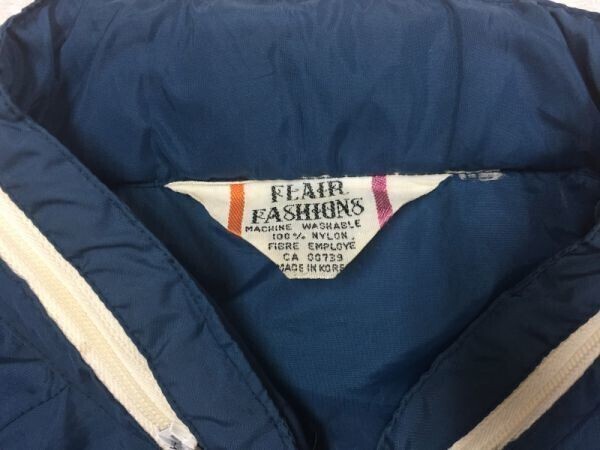 FLAIR
FASHIONS
MACHINE WASHABLE
100% NYLON
FIBRE EMPLOYE
CA 00739
MADE IN KOREA